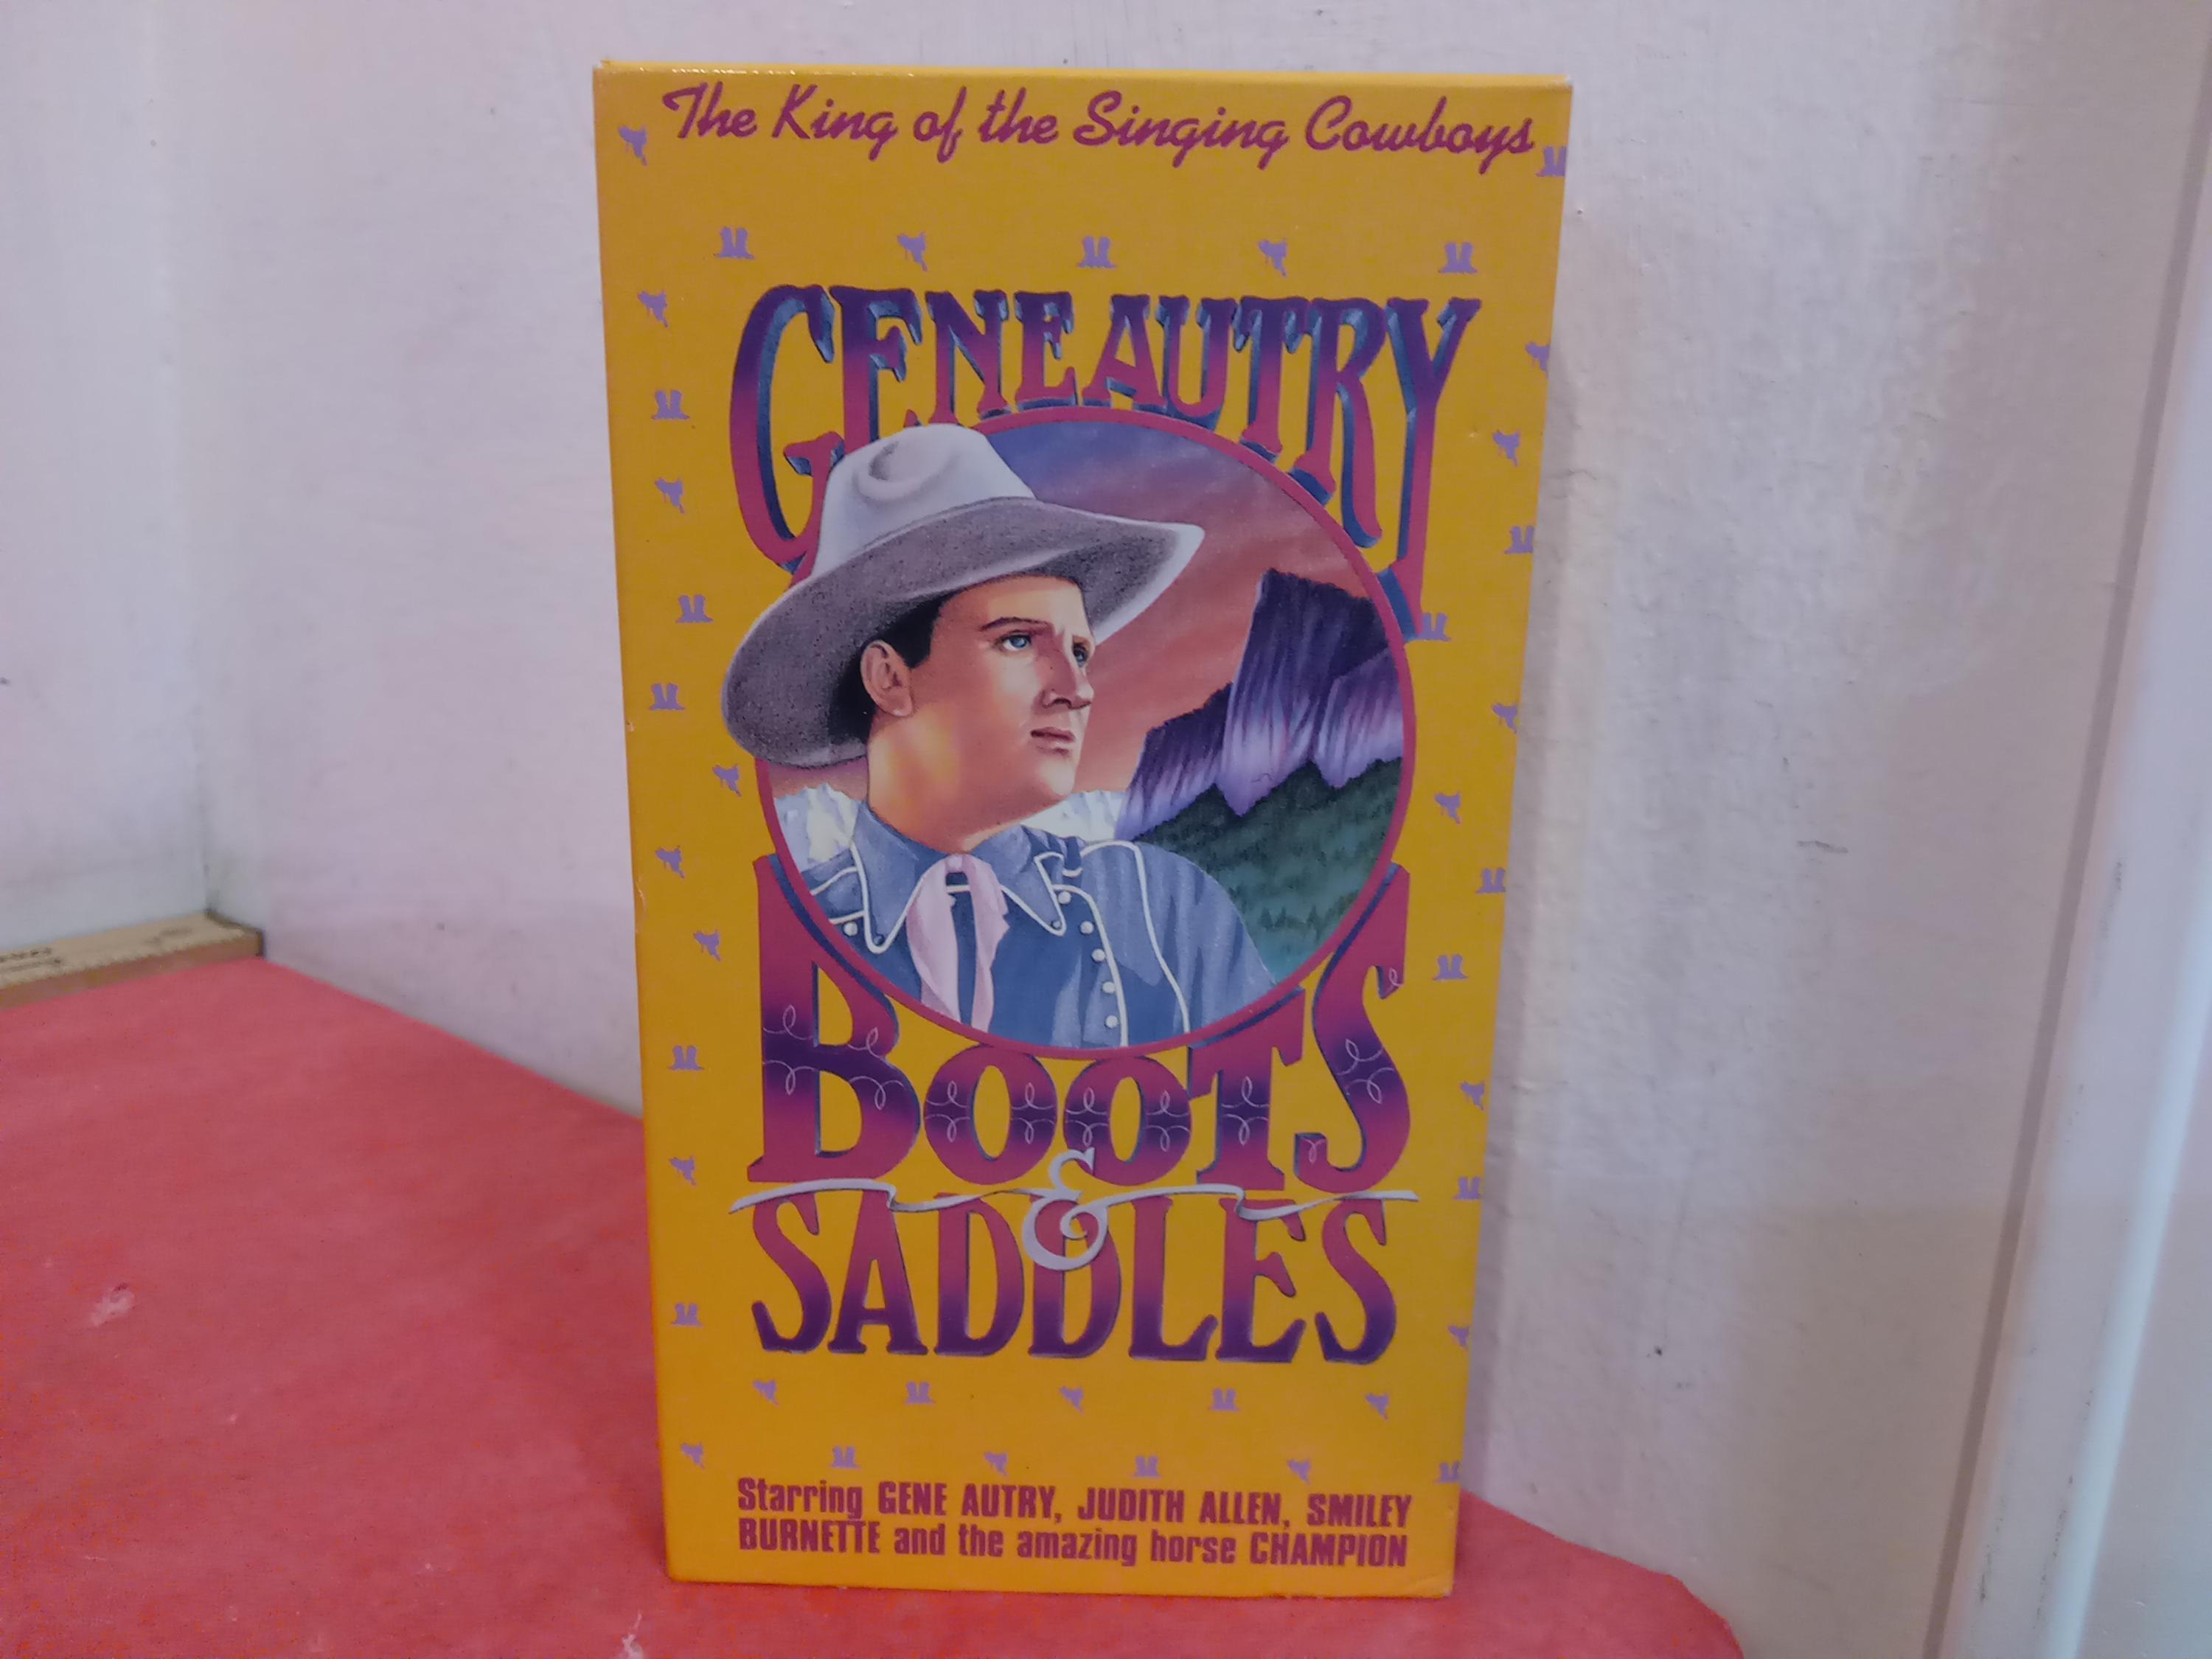 The King of the Singing Cowboys
GENE AUTRY
BOOTS
&
SADDLES
Starring GENE AUTRY, JUDITH ALLEN, SMILEY
BURNETTE and the amazing horse CHAMPION